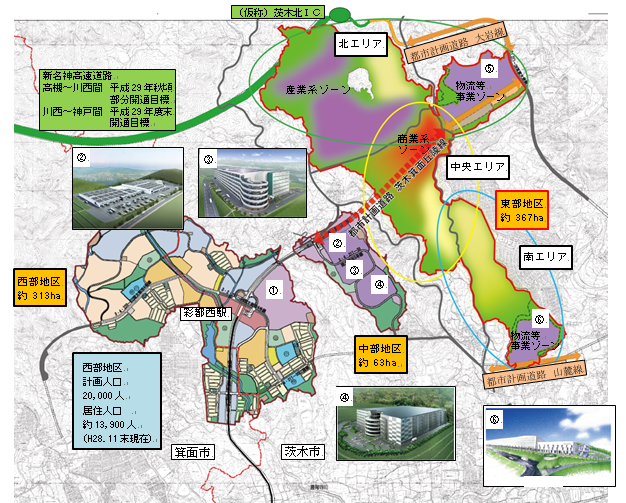 （仮称）茨木北ＩＣ
北エリア
都市計画道路 大岩線
新名神高速道路
高槻～川西間 平成29年秋頃
部分開通目標
川西～神戸間 平成29年度末
開通目標
産業系ゾーン
⑤
物流等
事業ゾーン
商業系
ゾーン
②
③
中央エリア
都市計画道路 茨木箕面丘陵線
東部地区
約367ha
②
③
④
南エリア
西部地区
約313ha
①
彩都西駅
中部地区
約63ha
⑥
物流等
事業ゾーン
都市計画道路 山麓線
西部地区
計画人口
20,000人
居住人口
約13,900人
(H28.11末現在)
④
⑥
箕面市
茨木市